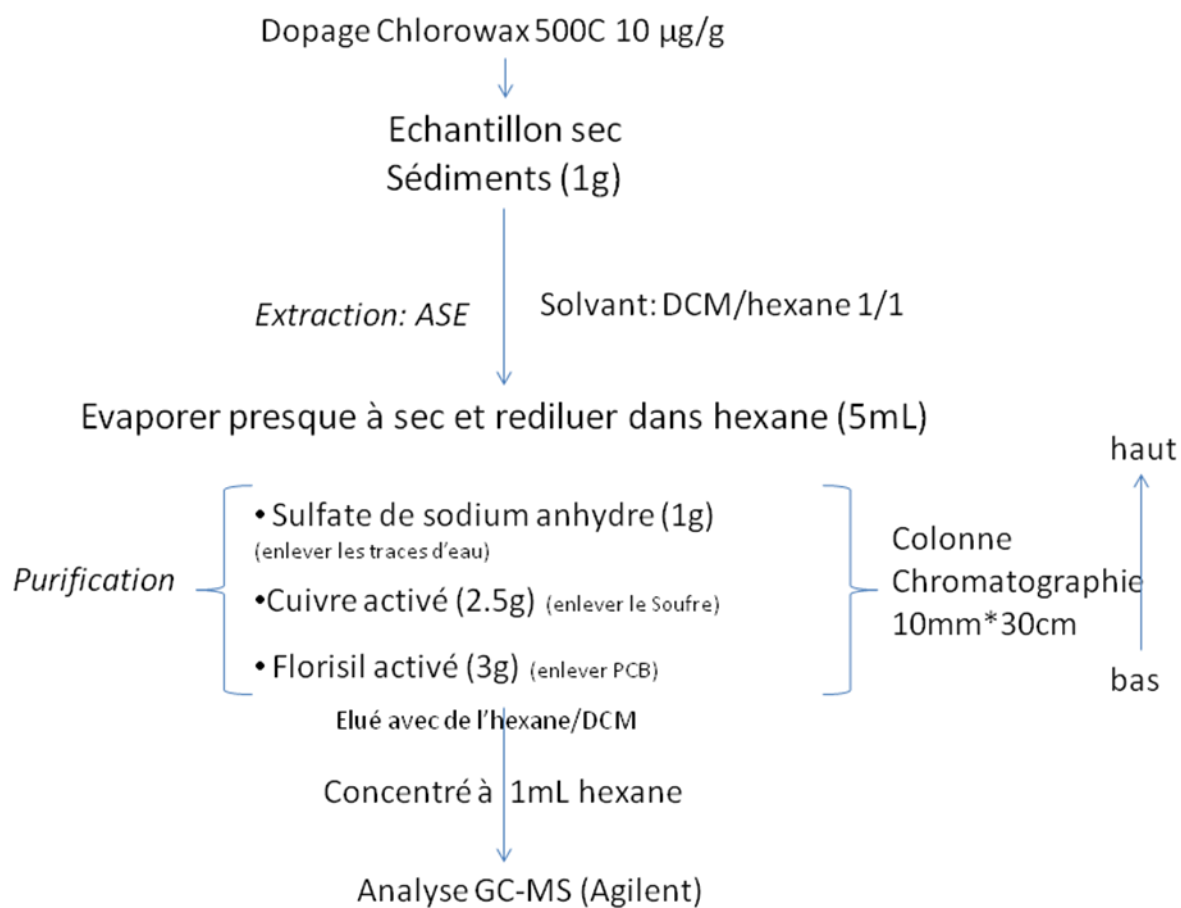 Dopage Chlorowax 500C 10 µg/g
Echantillon sec
Sédiments (1g)
Extraction: ASE
Solvant: DCM/hexane 1/1
Evaporer presque à sec et rediluer dans hexane (5mL)
Purification
• Sulfate de sodium anhydre (1g)
(enlever les traces d'eau)
•Cuivre activé (2.5g) (enlever le Soufre)
• Florisil activé (3g) (enlever PCB)
Colonne
Chromatographie
10mm*30cm
haut
bas
Elué avec de l'hexane/DCM
Concentré à 1mL hexane
Analyse GC-MS (Agilent)